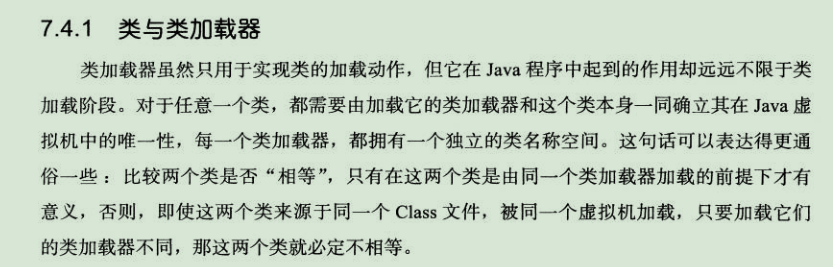 7.4.1 类与类加载器
类加载器虽然只用于实现类的加载动作，但它在 Java 程序中起到的作用却远远不限于类
加载阶段。对于任意一个类，都需要由加载它的类加载器和这个类本身一同确立其在 Java 虚
拟机中的唯一性，每一个类加载器，都拥有一个独立的类名称空间。这句话可以表达得更通
俗一些：比较两个类是否“相等”，只有在这两个类是由同一个类加载器加载的前提下才有
意义，否则，即使这两个类来源于同一个 Class 文件，被同一个虚拟机加载，只要加载它们
的类加载器不同，那这两个类就必定不相等。